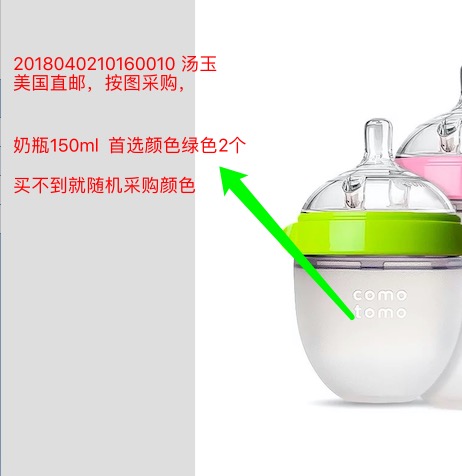 2018040210160010 汤玉
美国直邮，按图采购，
奶瓶150ml 首选颜色绿色2个
买不到就随机采购颜色
como
tomo